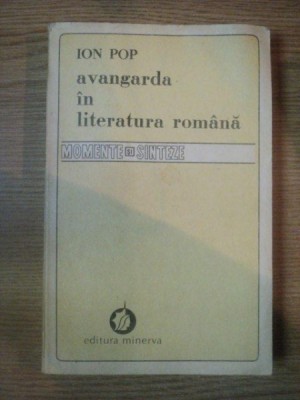 ION POP
avangarda
în
literatura română
MOMENTE ȘI SINTEZE
editura minerva